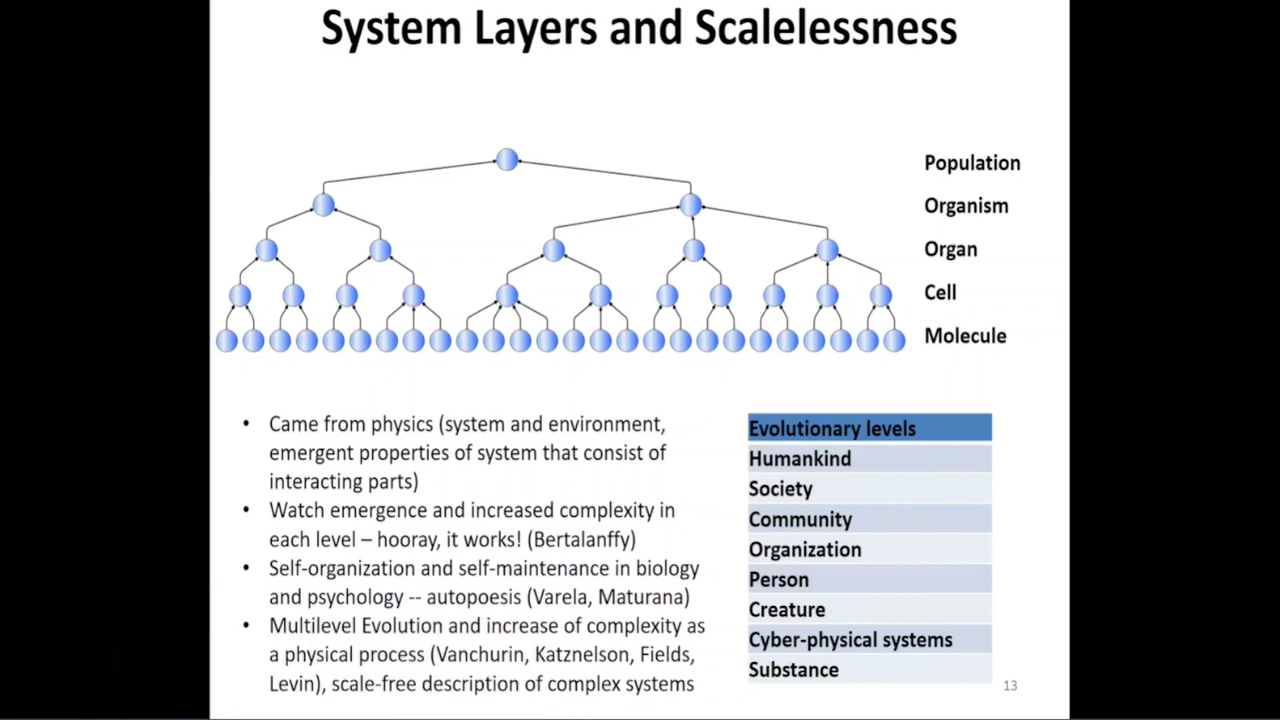 System Layers and Scalelessness
Population
Organism
Organ
Cell
Molecule
• Came from physics (system and environment,
emergent properties of system that consist of
interacting parts)
• Watch emergence and increased complexity in
each level – hooray, it works! (Bertalanffy)
• Self-organization and self-maintenance in biology
and psychology -- autopoesis (Varela, Maturana)
• Multilevel Evolution and increase of complexity as
a physical process (Vanchurin, Katznelson, Fields,
Levin), scale-free description of complex systems
Evolutionary levels
Humankind
Society
Community
Organization
Person
Creature
Cyber-physical systems
Substance
13